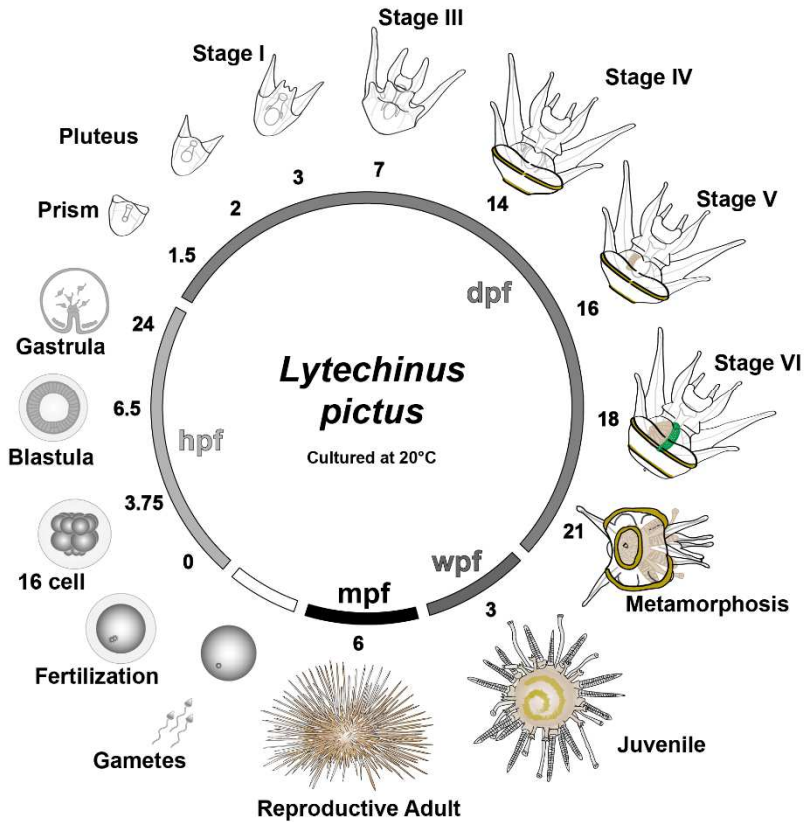 Stage III
Stage I
Stage IV
Pluteus
7
3
14
Stage V
Prism
2
1.5
dpf
24
16
Gastrula
Lytechinus
pictus
Stage VI
6.5
hpf
18
Blastula
Cultured at 20°C
3.75
21
0
wpf
16 cell
mpf
Metamorphosis
3
6
Fertilization
Juvenile
Gametes
Reproductive Adult